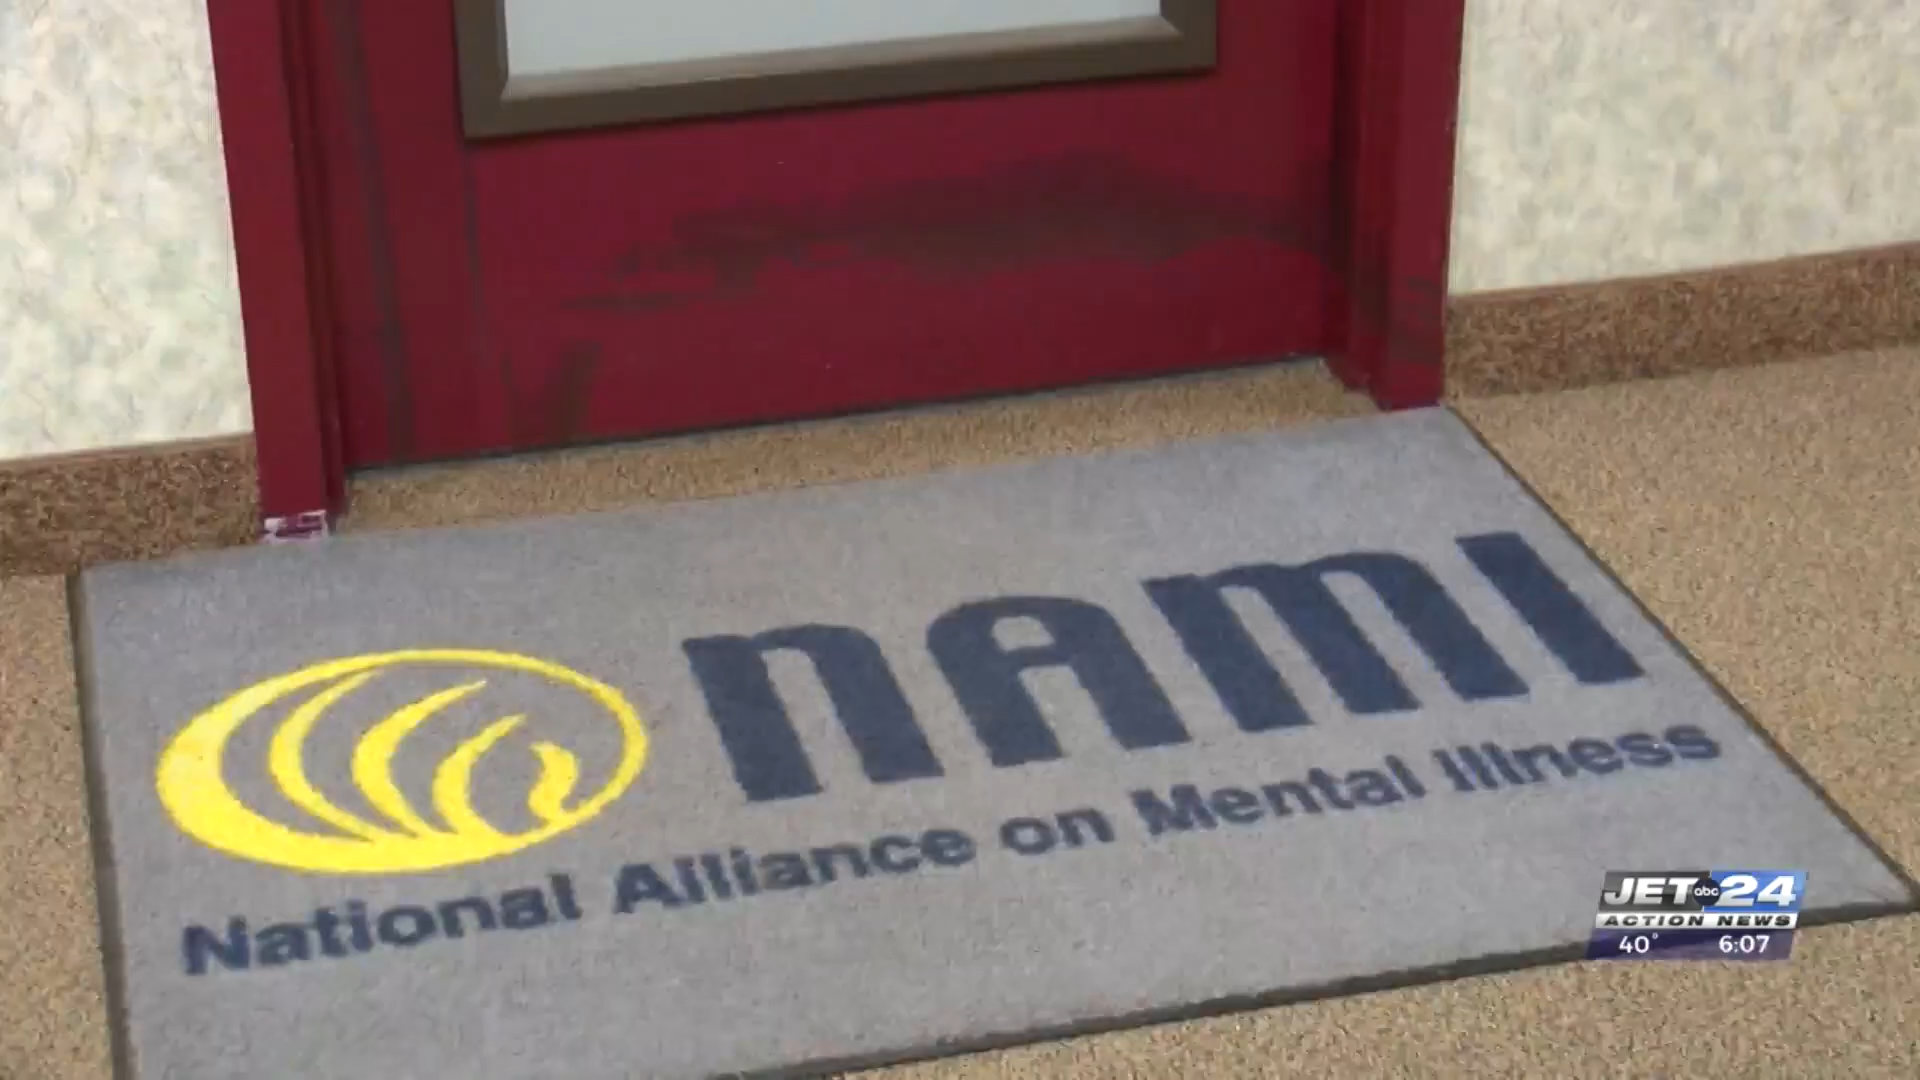 nAMI
National Alliance on Mental Illness
JET abc 24
ACTION NEWS
40° 6:07